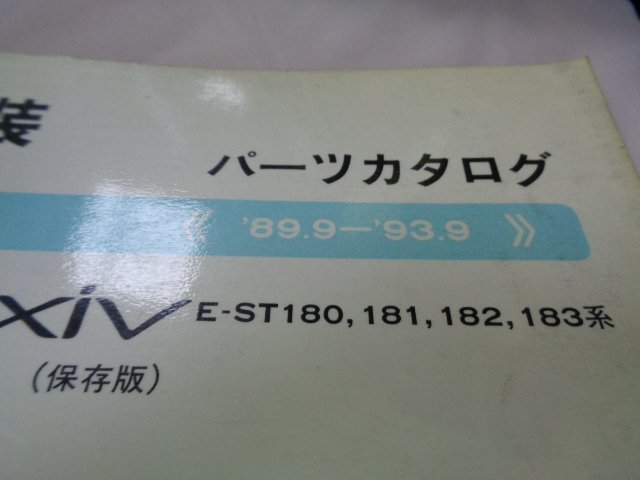 装
パーツカタログ
《 '89.9—'93.9 》
xiv E-ST180, 181, 182, 183系
(保存版)